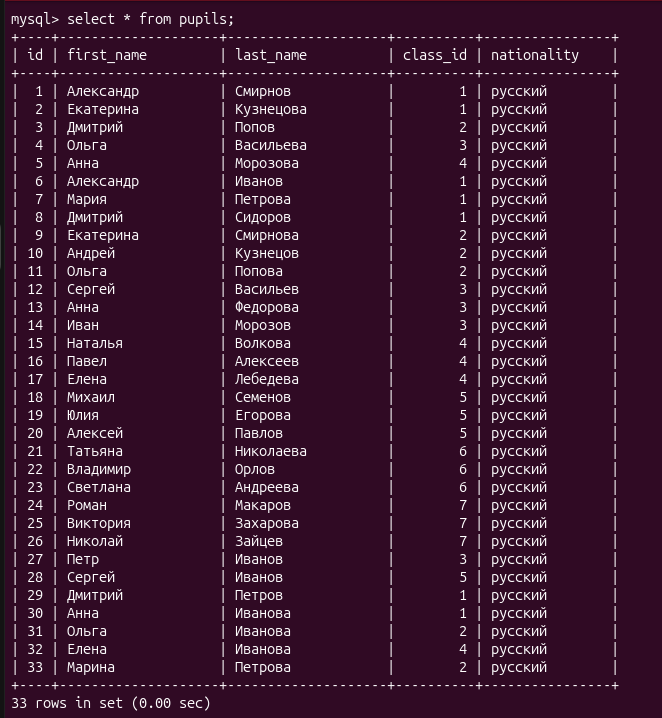 mysql> select * from pupils;
+----+--------------------+--------------------+----------+----------------+
| id | first_name         | last_name          | class_id | nationality    |
+----+--------------------+--------------------+----------+----------------+
|  1 | Александр          | Смирнов            |        1 | русский        |
|  2 | Екатерина          | Кузнецова          |        1 | русский        |
|  3 | Дмитрий            | Попов              |        2 | русский        |
|  4 | Ольга              | Васильева          |        3 | русский        |
|  5 | Анна               | Морозова           |        4 | русский        |
|  6 | Александр          | Иванов             |        1 | русский        |
|  7 | Мария              | Петрова            |        1 | русский        |
|  8 | Дмитрий            | Сидоров            |        1 | русский        |
|  9 | Екатерина          | Смирнова           |        2 | русский        |
| 10 | Андрей             | Кузнецов           |        2 | русский        |
| 11 | Ольга              | Попова             |        2 | русский        |
| 12 | Сергей             | Васильев           |        3 | русский        |
| 13 | Анна               | Федорова           |        3 | русский        |
| 14 | Иван               | Морозов            |        3 | русский        |
| 15 | Наталья            | Волкова            |        4 | русский        |
| 16 | Павел              | Алексеев           |        4 | русский        |
| 17 | Елена              | Лебедева           |        4 | русский        |
| 18 | Михаил             | Семенов            |        5 | русский        |
| 19 | Юлия               | Егорова            |        5 | русский        |
| 20 | Алексей            | Павлов             |        5 | русский        |
| 21 | Татьяна            | Николаева          |        6 | русский        |
| 22 | Владимир           | Орлов              |        6 | русский        |
| 23 | Светлана           | Андреева           |        6 | русский        |
| 24 | Роман              | Макаров            |        7 | русский        |
| 25 | Виктория           | Захарова           |        7 | русский        |
| 26 | Николай            | Зайцев             |        7 | русский        |
| 27 | Петр               | Иванов             |        3 | русский        |
| 28 | Сергей             | Иванов             |        5 | русский        |
| 29 | Дмитрий            | Петров             |        1 | русский        |
| 30 | Анна               | Иванова            |        1 | русский        |
| 31 | Ольга              | Иванова            |        2 | русский        |
| 32 | Елена              | Иванова            |        4 | русский        |
| 33 | Марина             | Петрова            |        2 | русский        |
+----+--------------------+--------------------+----------+----------------+
33 rows in set (0.00 sec)